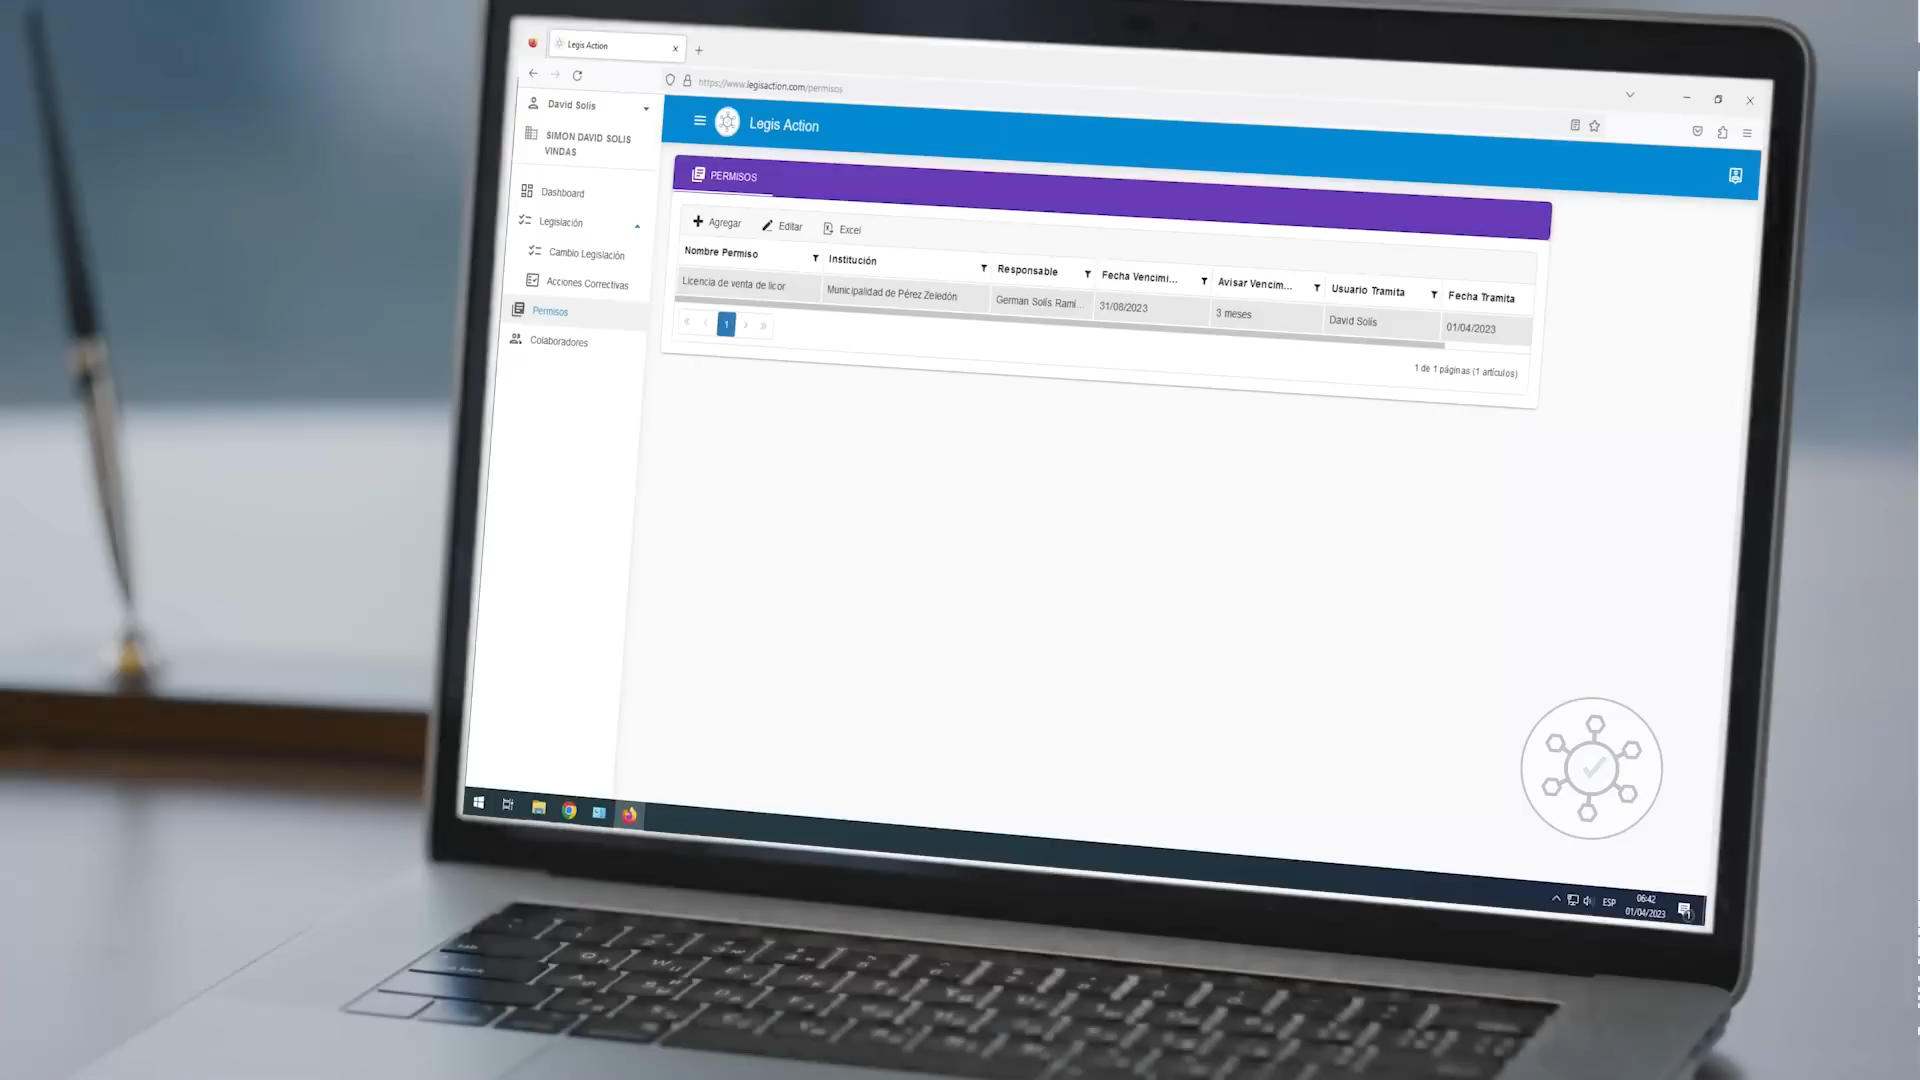 Legis Action
https://www.legisaction.com/permisos
David Solís
SIMON DAVID SOLIS
VINDAS
Dashboard
Legislación
Cambio Legislación
Acciones Correctivas
Permisos
Colaboradores
Legis Action
PERMISOS
Agregar Editar Excel
Nombre Permiso Institución Responsable Fecha Vencimi... Avisar Vencim... Usuario Tramita Fecha Tramita
Licencia de venta de licor Municipalidad de Pérez Zeledón German Solís Rami... 31/08/2023 3 meses David Solís 01/04/2023
1
1 de 1 páginas (1 artículos)
ESP
06:42
01/04/2023
1